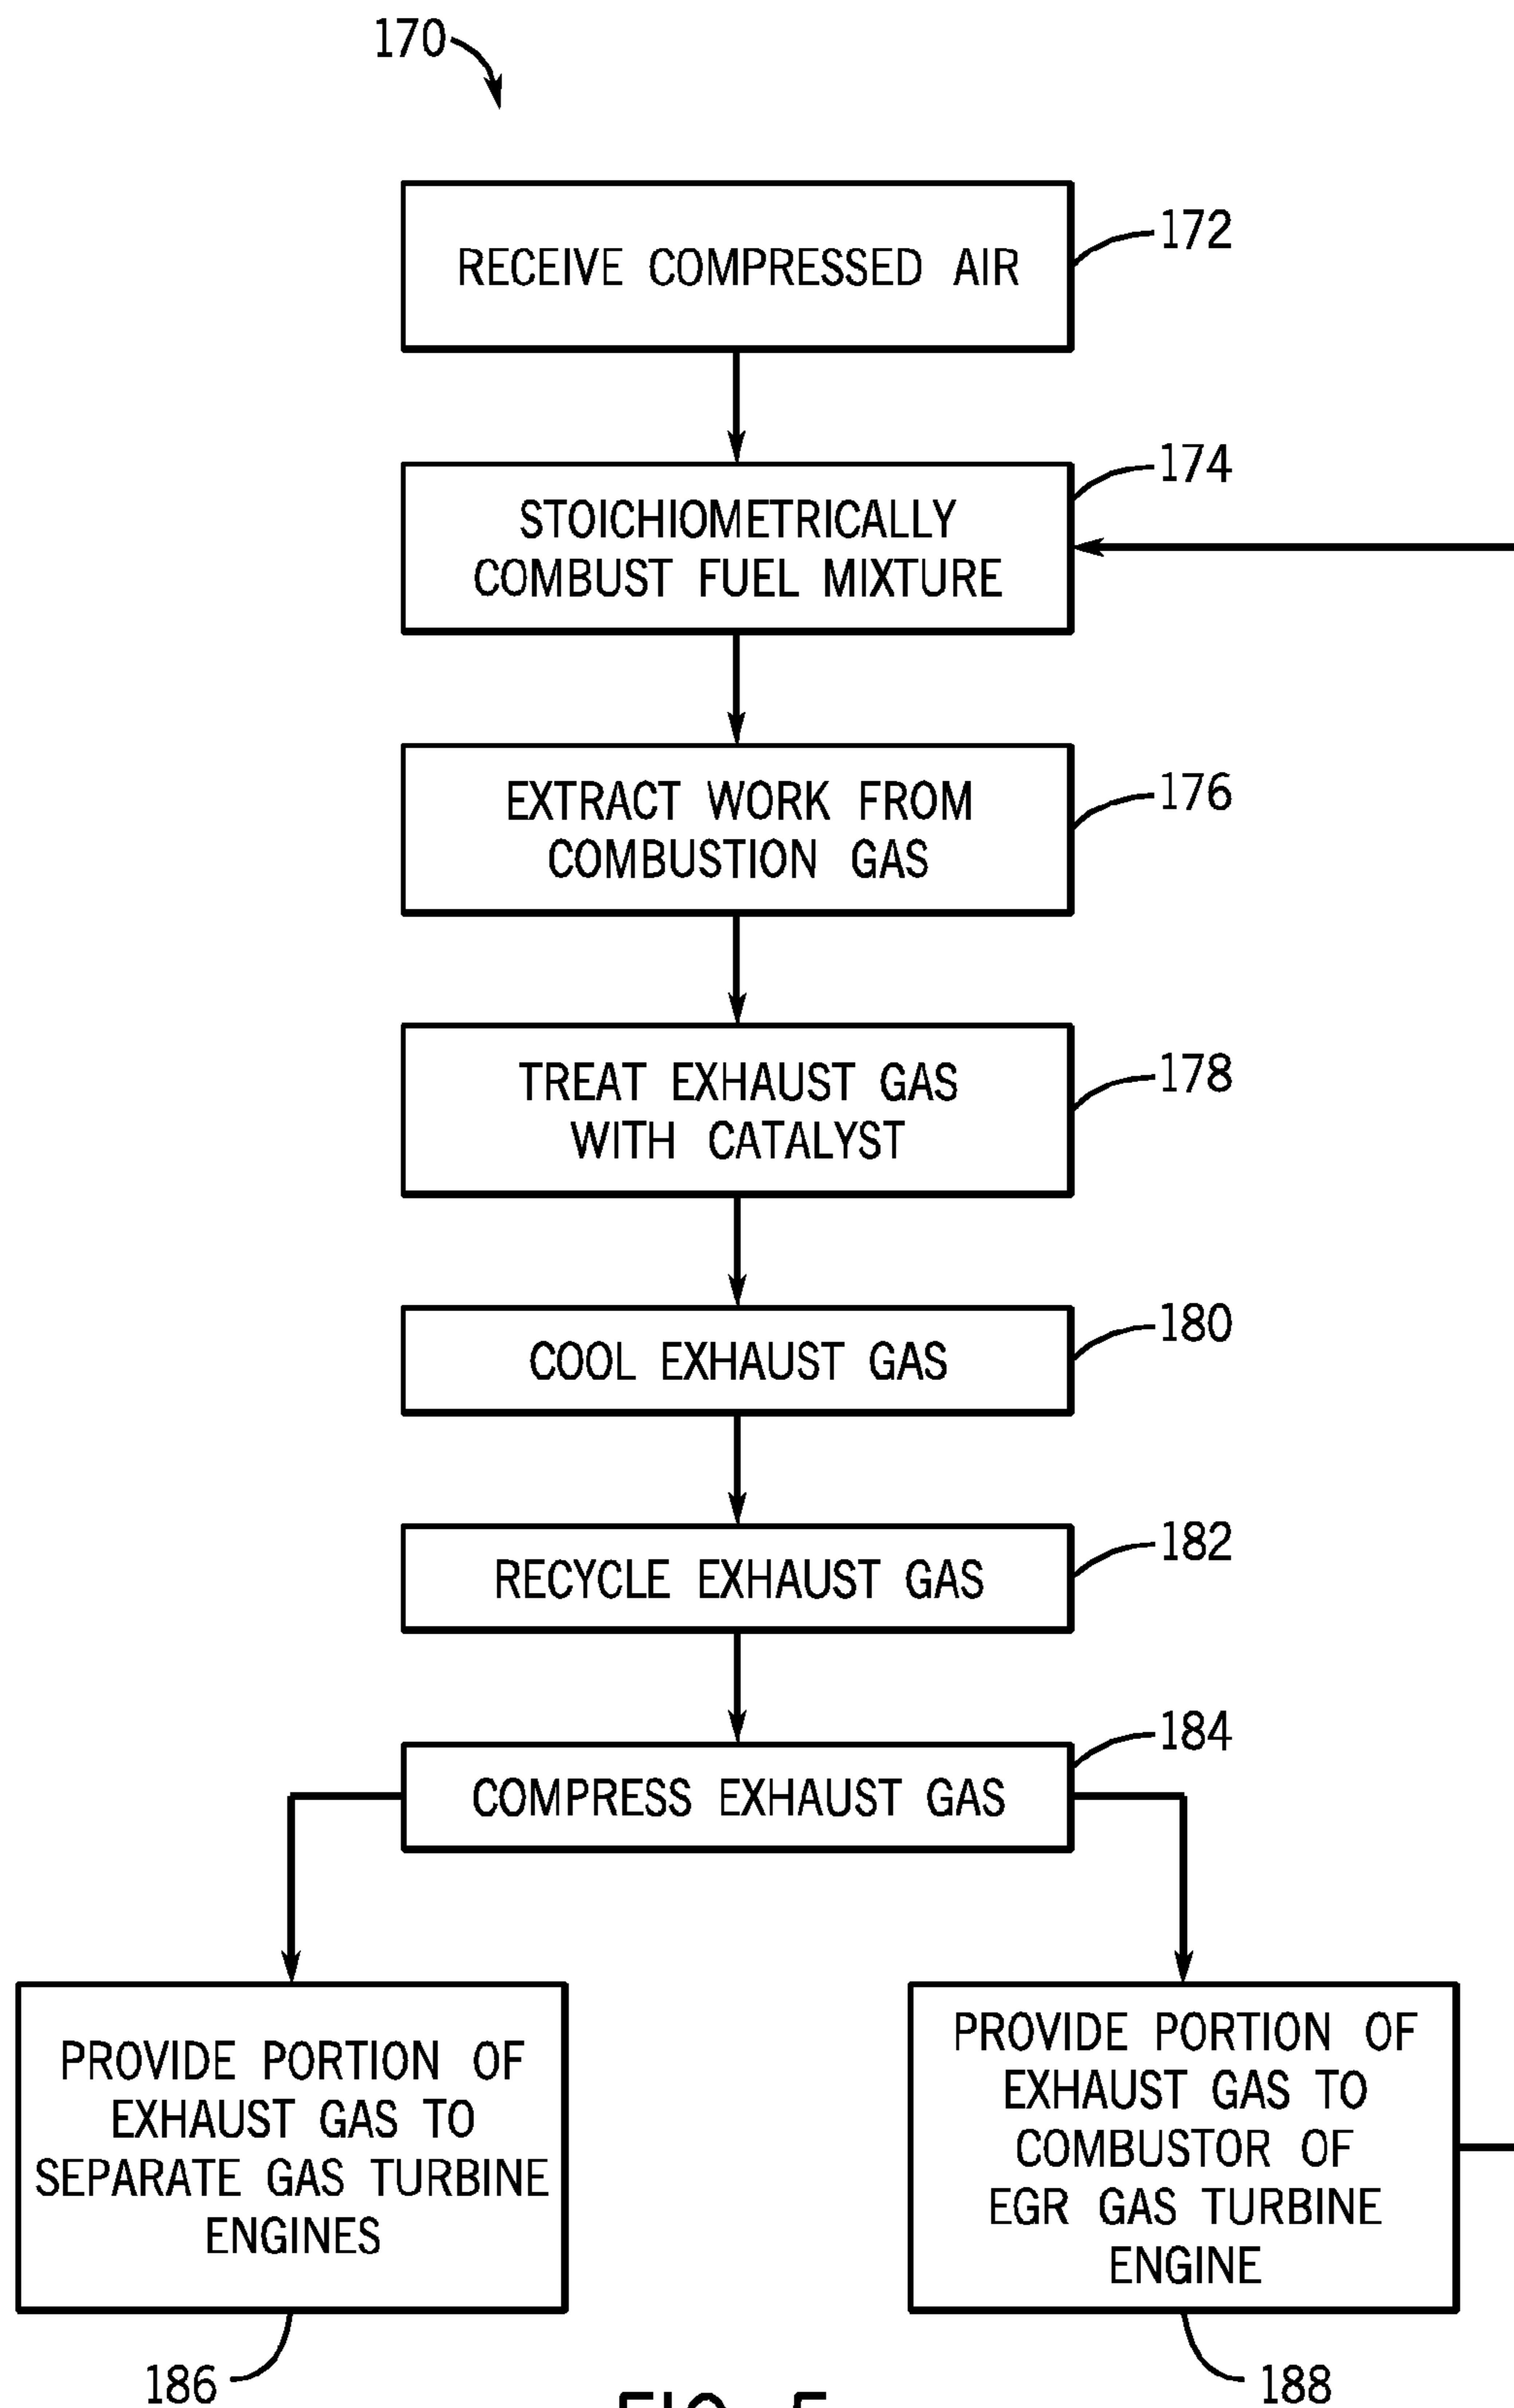 170
RECEIVE COMPRESSED AIR
172
STOICHIOMETRICALLY
COMBUST FUEL MIXTURE
174
EXTRACT WORK FROM
COMBUSTION GAS
176
TREAT EXHAUST GAS
WITH CATALYST
178
COOL EXHAUST GAS
180
RECYCLE EXHAUST GAS
182
COMPRESS EXHAUST GAS
184
PROVIDE PORTION OF
EXHAUST GAS TO
SEPARATE GAS TURBINE
ENGINES
186
PROVIDE PORTION OF
EXHAUST GAS TO
COMBUSTOR OF
EGR GAS TURBINE
ENGINE
188